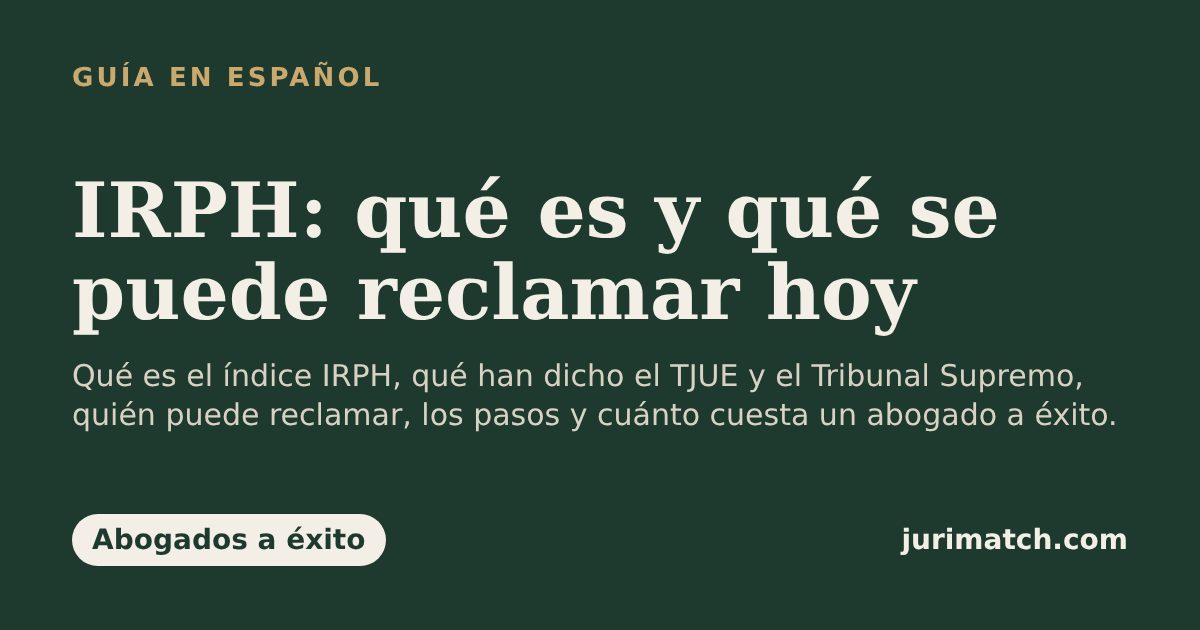 GUÍA EN ESPAÑOL
IRPH: qué es y qué se
puede reclamar hoy
Qué es el índice IRPH, qué han dicho el TJUE y el Tribunal Supremo,
quién puede reclamar, los pasos y cuánto cuesta un abogado a éxito.
Abogados a éxito
jurimatch.com